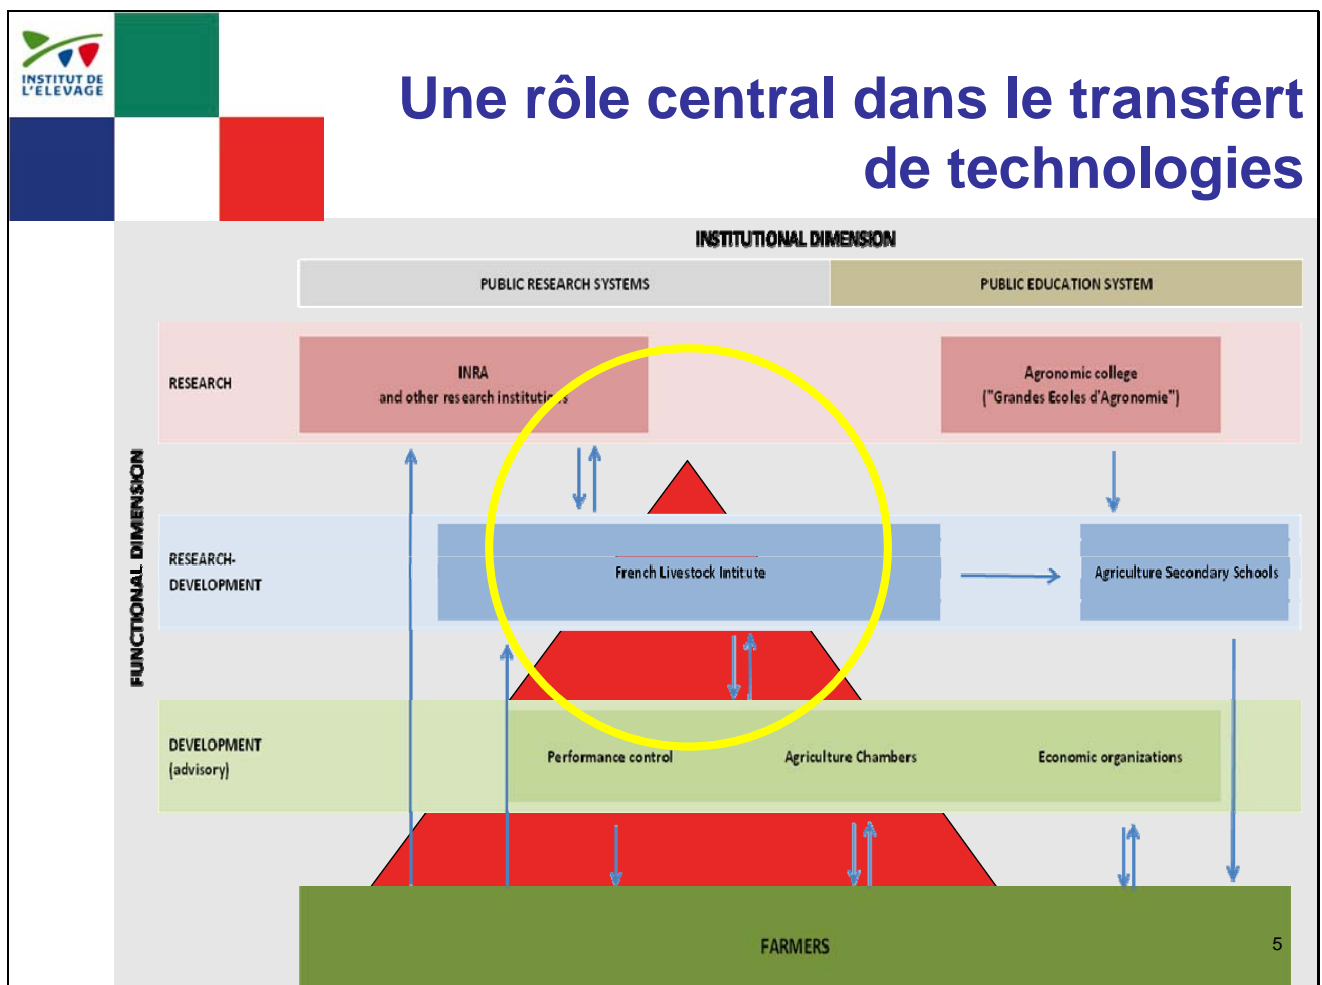 INSTITUT DE
L'ELEVAGE
Une rôle central dans le transfert
de technologies
INSTITUTIONAL DIMENSION
PUBLIC RESEARCH SYSTEMS
PUBLIC EDUCATION SYSTEM
FUNCTIONAL DIMENSION
RESEARCH
INRA
and other research institutions
Agronomic college
("Grandes Ecoles d'Agronomie")
RESEARCH-
DEVELOPMENT
French Livestock Intitute
Agriculture Secondary Schools
DEVELOPMENT
(advisory)
Performance control
Agriculture Chambers
Economic organizations
FARMERS
5